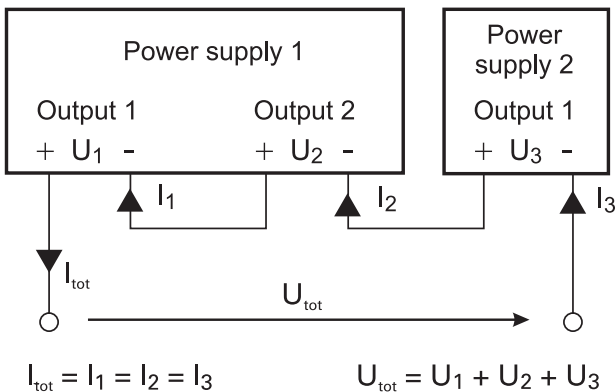 Power supply 1
Power
supply 2
Output 1
Output 2
Output 1
+ U₁ -
+ U₂ -
+ U₃ -
I₁
I₂
I₃
Iₜₒₜ
Uₜₒₜ
Iₜₒₜ = I₁ = I₂ = I₃
Uₜₒₜ = U₁ + U₂ + U₃